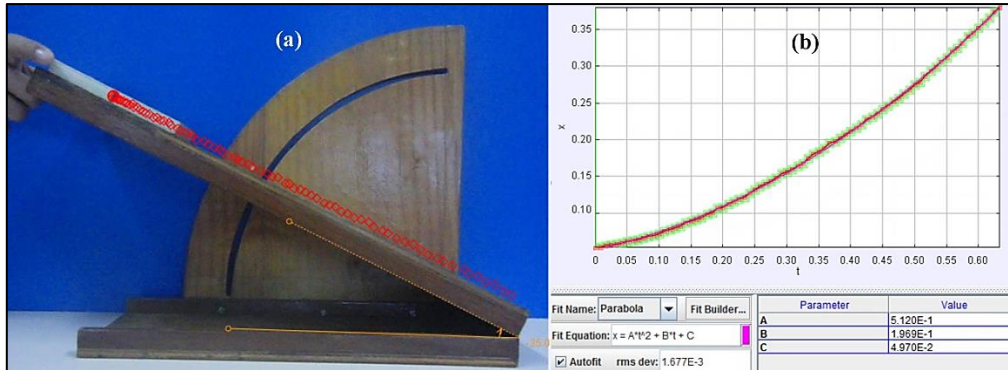 (a)
(b)
0.35
0.30
0.25
0.20
0.15
0.10
x
0 0.05 0.10 0.15 0.20 0.25 0.30 0.35 0.40 0.45 0.50 0.55 0.60
t
Fit Name: Parabola Fit Builder...
Fit Equation: x = A*t^2 + B*t + C
Autofit rms dev: 1.677E-3
Parameter Value
A 5.120E-1
B 1.969E-1
C 4.970E-2